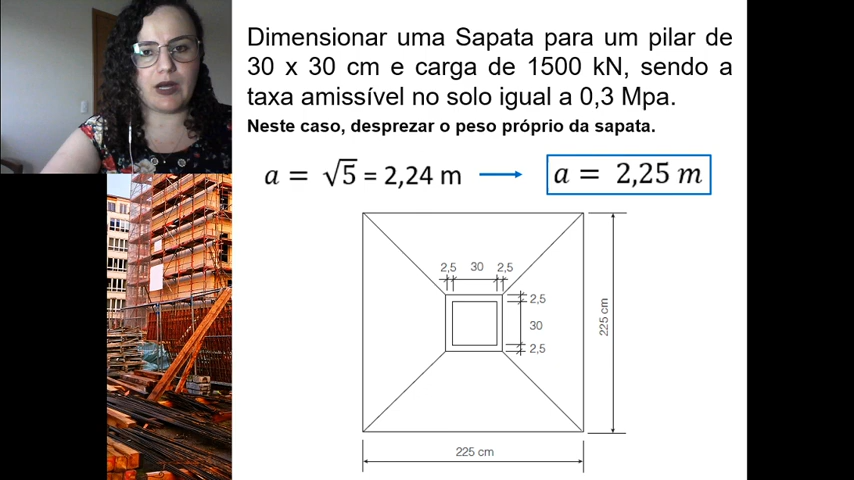 Dimensionar uma Sapata para um pilar de
30 x 30 cm e carga de 1500 kN, sendo a
taxa amissível no solo igual a 0,3 Mpa.
Neste caso, desprezar o peso próprio da sapata.
a = √5 = 2,24 m → a = 2,25 m
2,5 30 2,5
2,5
30
2,5
225 cm
225 cm